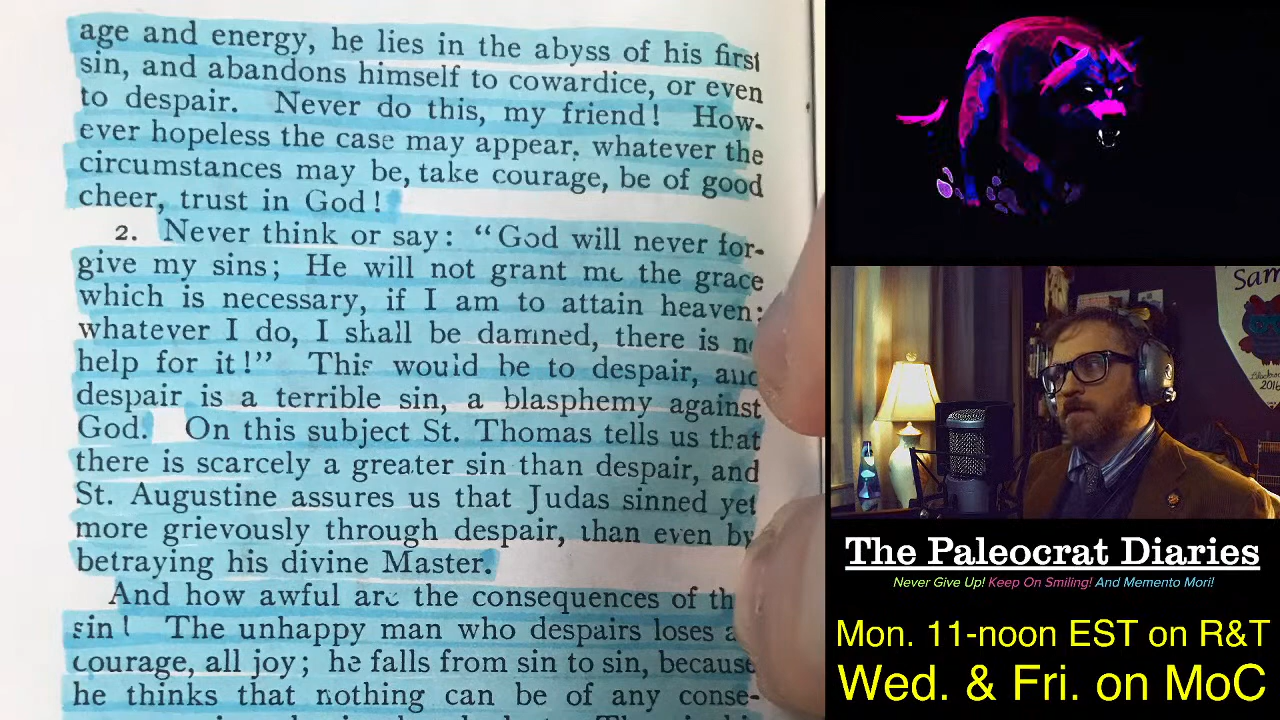 age and energy, he lies in the abyss of his first
sin, and abandons himself to cowardice, or even
to despair. Never do this, my friend! How-
ever hopeless the case may appear, whatever the
circumstances may be, take courage, be of good
cheer, trust in God!
2. Never think or say: “God will never for-
give my sins; He will not grant me the grace
which is necessary, if I am to attain heaven;
whatever I do, I shall be damned, there is
help for it!” This would be to despair, and
despair is a terrible sin, a blasphemy against
God. On this subject St. Thomas tells us that
there is scarcely a greater sin than despair, and
St. Augustine assures us that Judas sinned yet
more grievously through despair, than even by
betraying his divine Master.
And how awful are the consequences of
sin! The unhappy man who despairs loses
courage, all joy; he falls from sin to sin, because
he thinks that nothing can be of any conse-
Sam
2016
The Paleocrat Diaries
Never Give Up! Keep On Smiling! And Memento Mori!
Mon. 11-noon EST on R&T
Wed. & Fri. on MoC